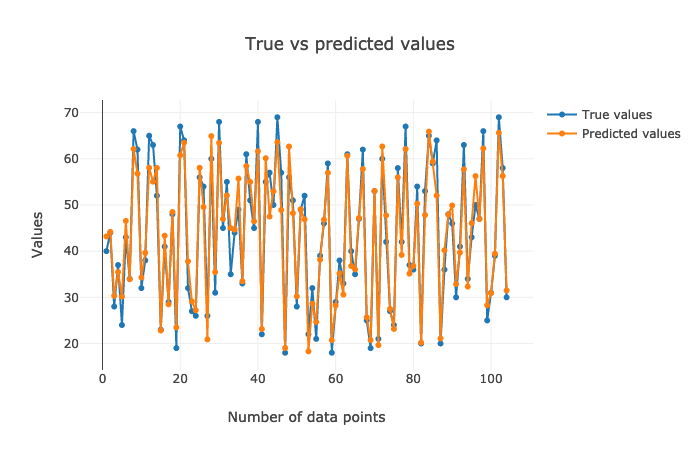 True vs predicted values
True values
Predicted values
70
60
50
40
30
20
Values
0
20
40
60
80
100
Number of data points